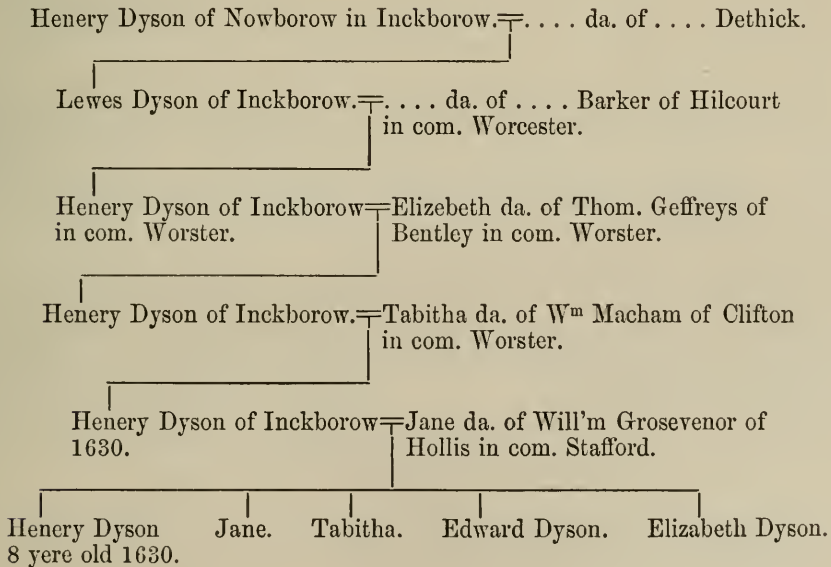 Henery Dyson of Nowborow in Inckborow.=. . . . da. of . . . . Dethick.
Lewes Dyson of Inckborow.=. . . . da. of . . . . Barker of Hilcourt
in com. Worcester.
Henery Dyson of Inckborow=Elizebeth da. of Thom. Geffreys of
in com. Worster. Bentley in com. Worster.
Henery Dyson of Inckborow.=Tabitha da. of Wᵐ Macham of Clifton
in com. Worster.
Henery Dyson of Inckborow=Jane da. of Will'm Grosevenor of
1630. Hollis in com. Stafford.
Henery Dyson Jane. Tabitha. Edward Dyson. Elizabeth Dyson.
8 yere old 1630.